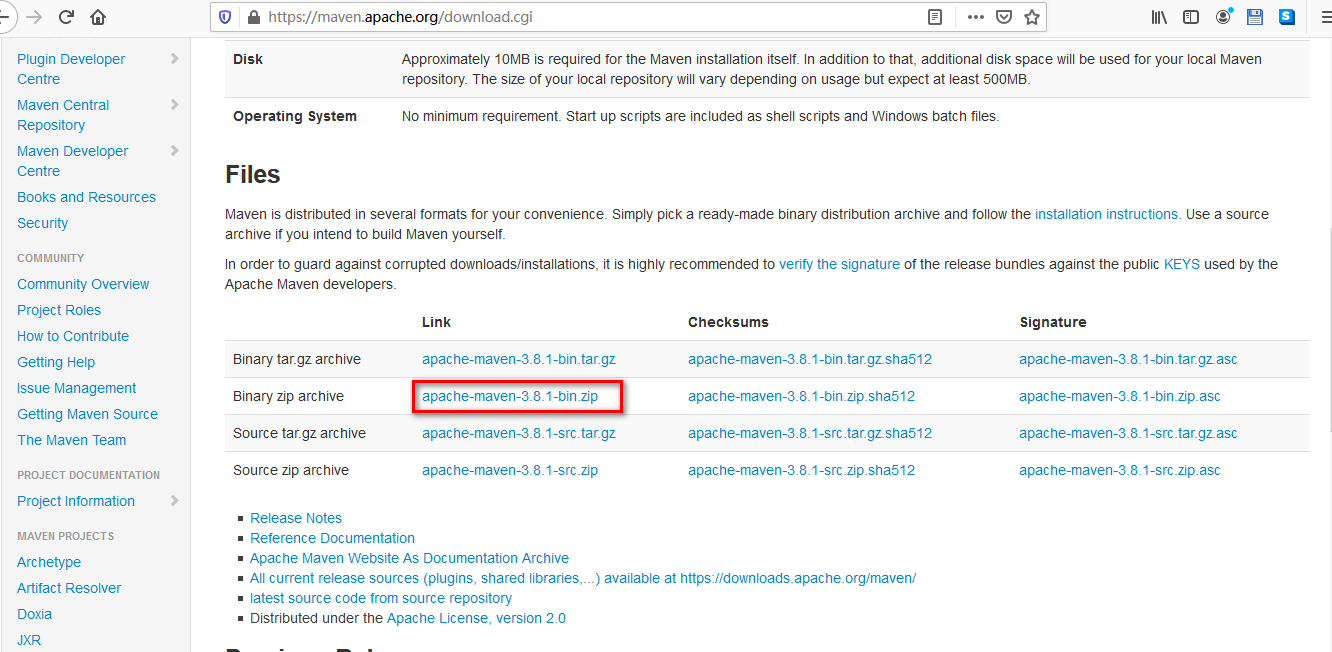 https://maven.apache.org/download.cgi
Plugin Developer
Centre
Maven Central
Repository
Maven Developer
Centre
Books and Resources
Security
COMMUNITY
Community Overview
Project Roles
How to Contribute
Getting Help
Issue Management
Getting Maven Source
The Maven Team
PROJECT DOCUMENTATION
Project Information
MAVEN PROJECTS
Archetype
Artifact Resolver
Doxia
JXR
Disk Approximately 10MB is required for the Maven installation itself. In addition to that, additional disk space will be used for your local Maven
repository. The size of your local repository will vary depending on usage but expect at least 500MB.
Operating System No minimum requirement. Start up scripts are included as shell scripts and Windows batch files.
Files
Maven is distributed in several formats for your convenience. Simply pick a ready-made binary distribution archive and follow the installation instructions. Use a source
archive if you intend to build Maven yourself.
In order to guard against corrupted downloads/installations, it is highly recommended to verify the signature of the release bundles against the public KEYS used by the
Apache Maven developers.
Link Checksums Signature
Binary tar.gz archive apache-maven-3.8.1-bin.tar.gz apache-maven-3.8.1-bin.tar.gz.sha512 apache-maven-3.8.1-bin.tar.gz.asc
Binary zip archive apache-maven-3.8.1-bin.zip apache-maven-3.8.1-bin.zip.sha512 apache-maven-3.8.1-bin.zip.asc
Source tar.gz archive apache-maven-3.8.1-src.tar.gz apache-maven-3.8.1-src.tar.gz.sha512 apache-maven-3.8.1-src.tar.gz.asc
Source zip archive apache-maven-3.8.1-src.zip apache-maven-3.8.1-src.zip.sha512 apache-maven-3.8.1-src.zip.asc
Release Notes
Reference Documentation
Apache Maven Website As Documentation Archive
All current release sources (plugins, shared libraries,...) available at https://downloads.apache.org/maven/
latest source code from source repository
Distributed under the Apache License, version 2.0